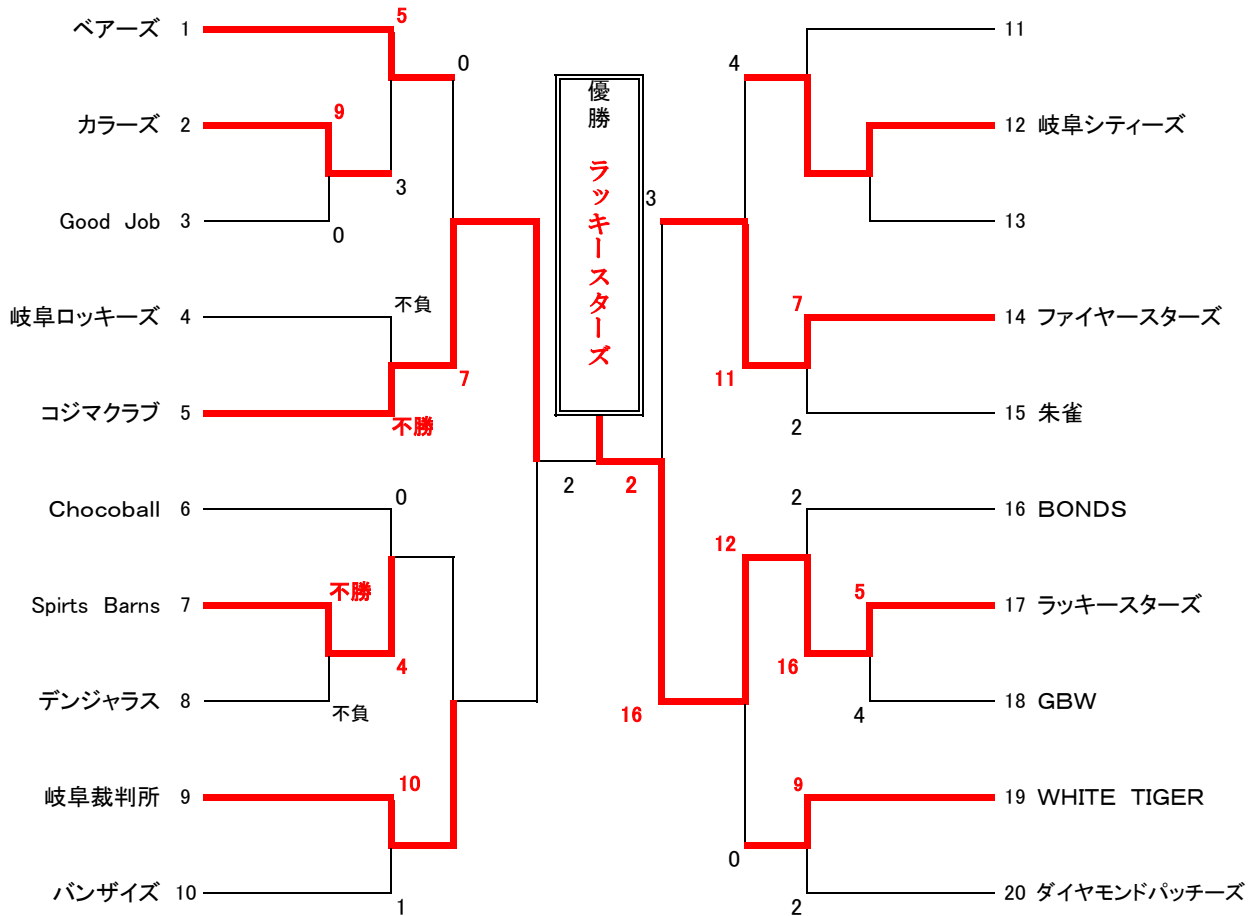 ベアーズ 1
5
0
カラーズ 2
9
3
Good Job 3
0
岐阜ロッキーズ 4
不負
7
コジマクラブ 5
不勝
Chocoball 6
0
Spirts Barns 7
不勝
4
デンジャラス 8
不負
岐阜裁判所 9
10
バンザイズ 10
1
優勝 ラッキースターズ
2
2
3
16
11
4
12 岐阜シティーズ
13
7
14 ファイヤースターズ
11
15 朱雀
2
2
16 BONDS
12
5
17 ラッキースターズ
16
18 GBW
4
9
19 WHITE TIGER
0
20 ダイヤモンドパッチーズ
2